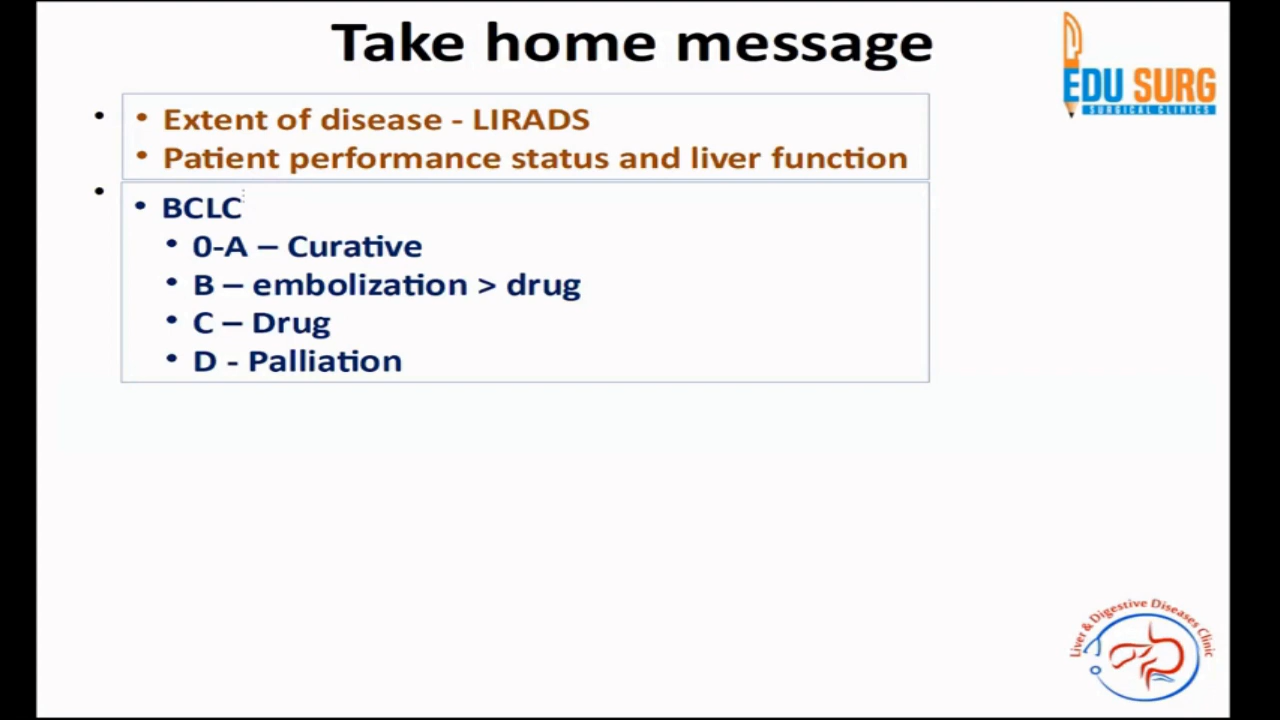 Take home message
EDU SURG
SURGICAL CLINICS
• • Extent of disease - LIRADS
• Patient performance status and liver function
• • BCLC
• 0-A – Curative
• B – embolization > drug
• C – Drug
• D - Palliation
Liver & Digestive Diseases Clinic